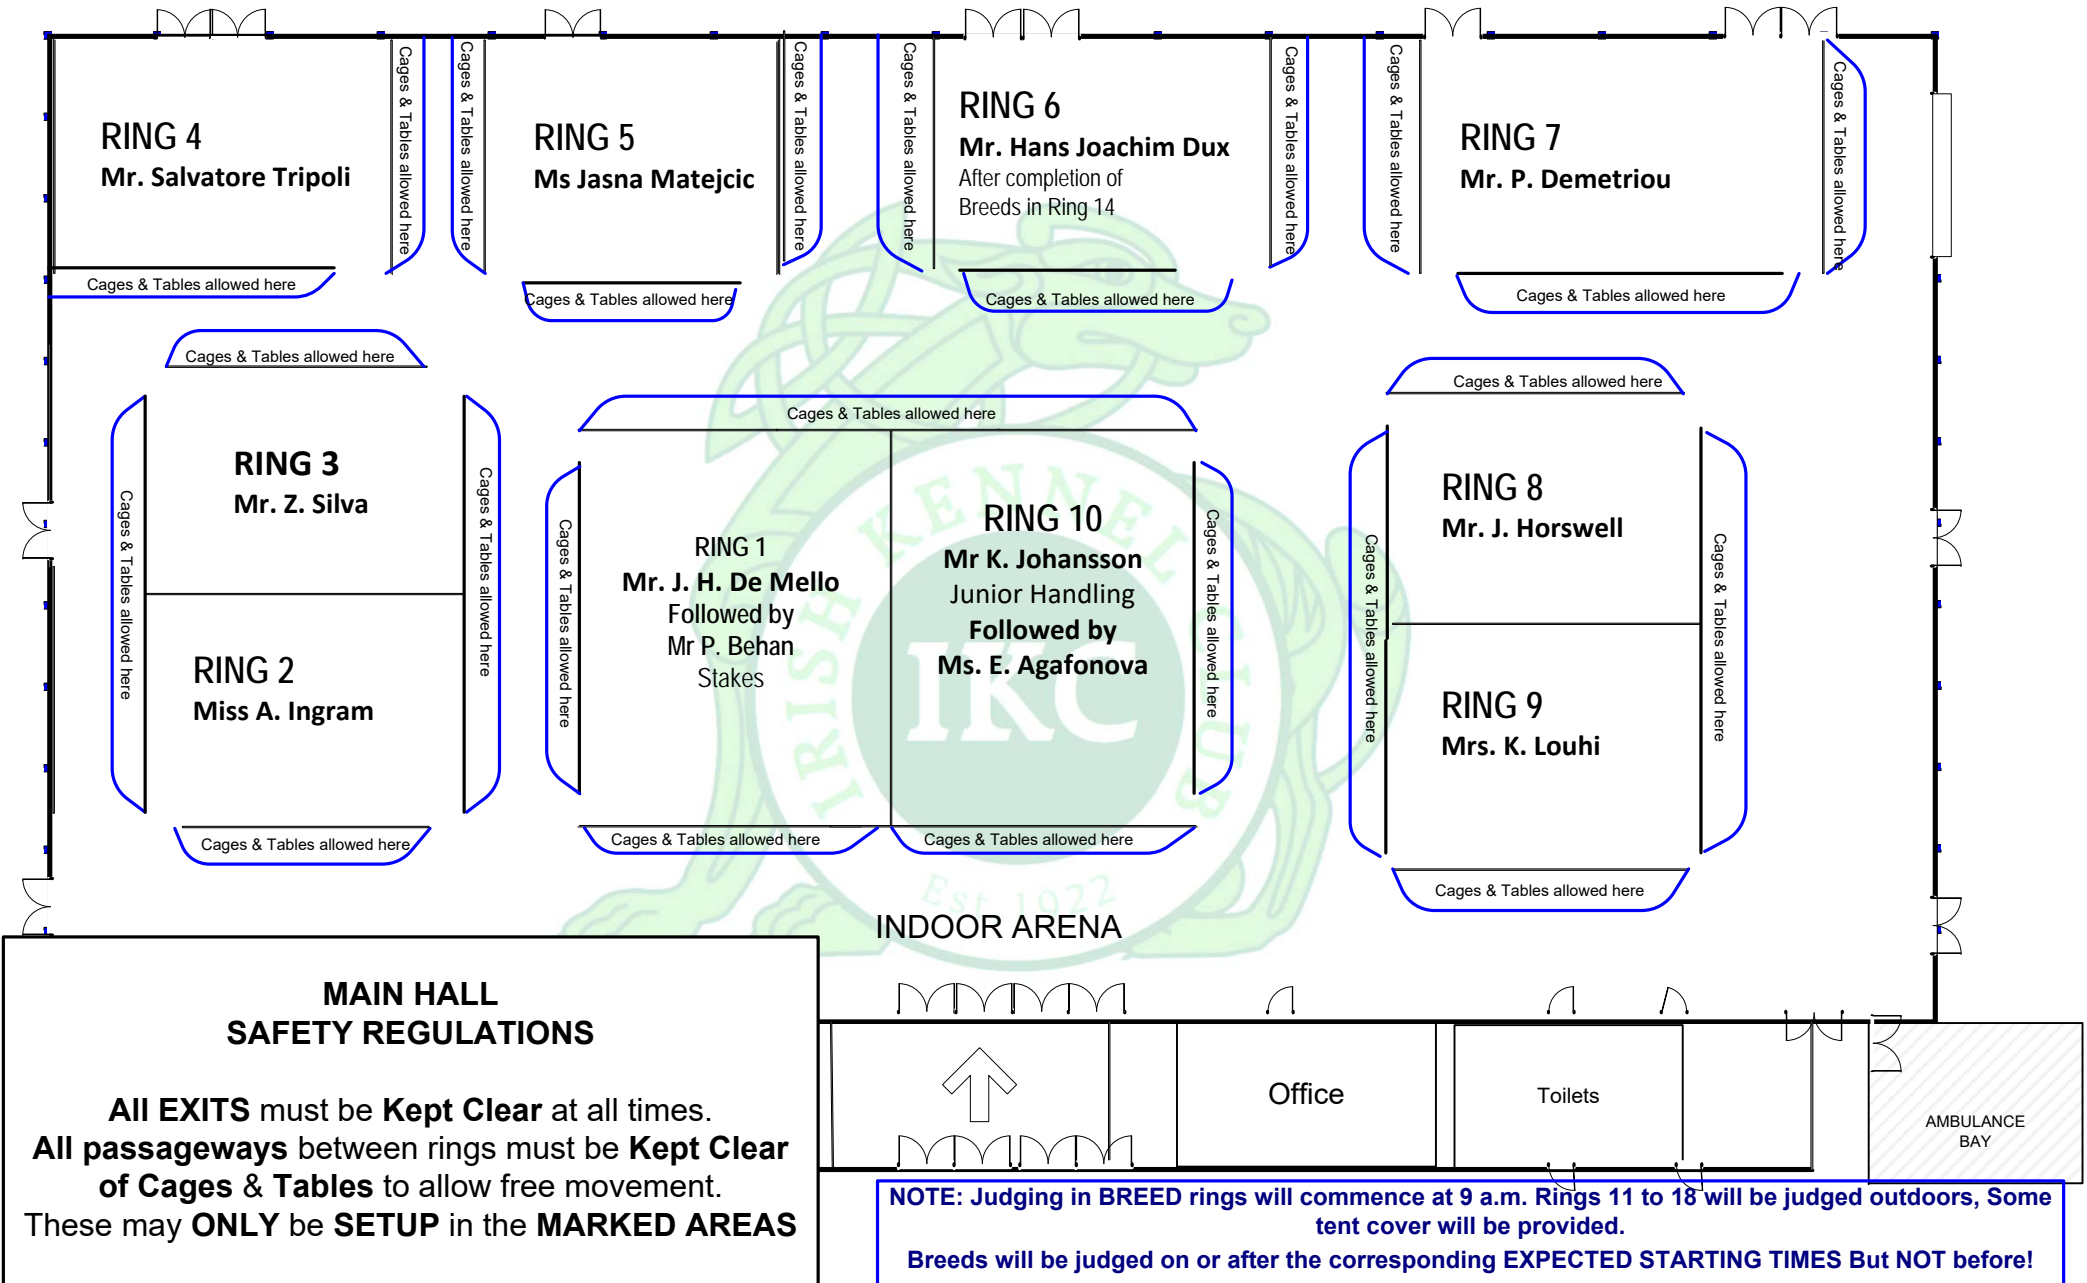 RING 4
Mr. Salvatore Tripoli
Cages & Tables allowed here
Cages & Tables allowed here
Cages & Tables allowed here
RING 5
Ms Jasna Matejcic
Cages & Tables allowed here
Cages & Tables allowed here
Cages & Tables allowed here
RING 6
Mr. Hans Joachim Dux
After completion of
Breeds in Ring 14
Cages & Tables allowed here
Cages & Tables allowed here
Cages & Tables allowed here
RING 7
Mr. P. Demetriou
Cages & Tables allowed here
Cages & Tables allowed here
Cages & Tables allowed here
Cages & Tables allowed here
RING 3
Mr. Z. Silva
Cages & Tables allowed here
Cages & Tables allowed here
RING 2
Miss A. Ingram
Cages & Tables allowed here
Cages & Tables allowed here
Cages & Tables allowed here
RING 1
Mr. J. H. De Mello
Followed by
Mr P. Behan
Stakes
RING 10
Mr K. Johansson
Junior Handling
Followed by
Ms. E. Agafonova
Cages & Tables allowed here
Cages & Tables allowed here
Cages & Tables allowed here
IRISH KENNEL CLUB
IKC
Est 1922
Cages & Tables allowed here
Cages & Tables allowed here
RING 8
Mr. J. Horswell
Cages & Tables allowed here
RING 9
Mrs. K. Louhi
Cages & Tables allowed here
INDOOR ARENA
MAIN HALL
SAFETY REGULATIONS
All EXITS must be Kept Clear at all times.
All passageways between rings must be Kept Clear
of Cages & Tables to allow free movement.
These may ONLY be SETUP in the MARKED AREAS
Office
Toilets
AMBULANCE
BAY
NOTE: Judging in BREED rings will commence at 9 a.m. Rings 11 to 18 will be judged outdoors, Some
tent cover will be provided.
Breeds will be judged on or after the corresponding EXPECTED STARTING TIMES But NOT before!